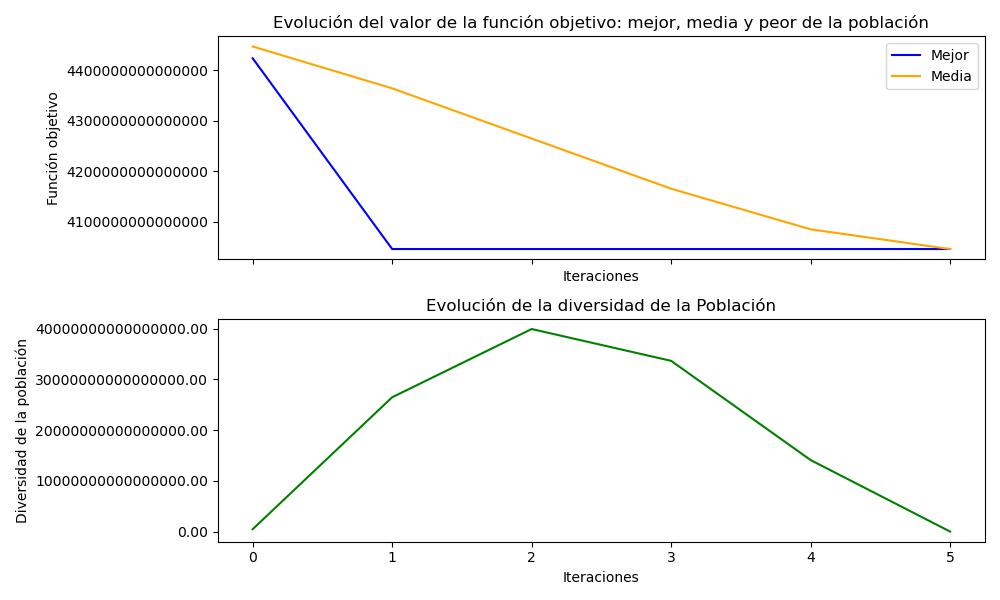 Evolución del valor de la función objetivo: mejor, media y peor de la población
Función objetivo
4400000000000000
4300000000000000
4200000000000000
4100000000000000
Mejor
Media
Iteraciones
Evolución de la diversidad de la Población
Diversidad de la población
40000000000000000.00
30000000000000000.00
20000000000000000.00
10000000000000000.00
0.00
0 1 2 3 4 5
Iteraciones